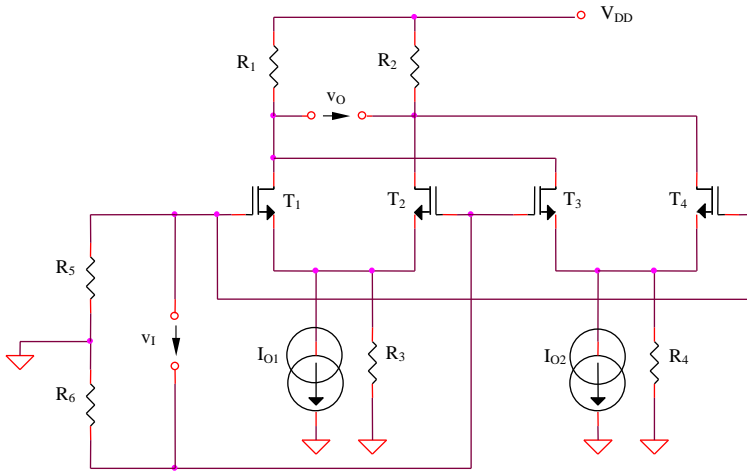 V_DD
R_1
R_2
v_O
T_1
T_2
T_3
T_4
R_5
v_I
I_O1
R_3
I_O2
R_4
R_6